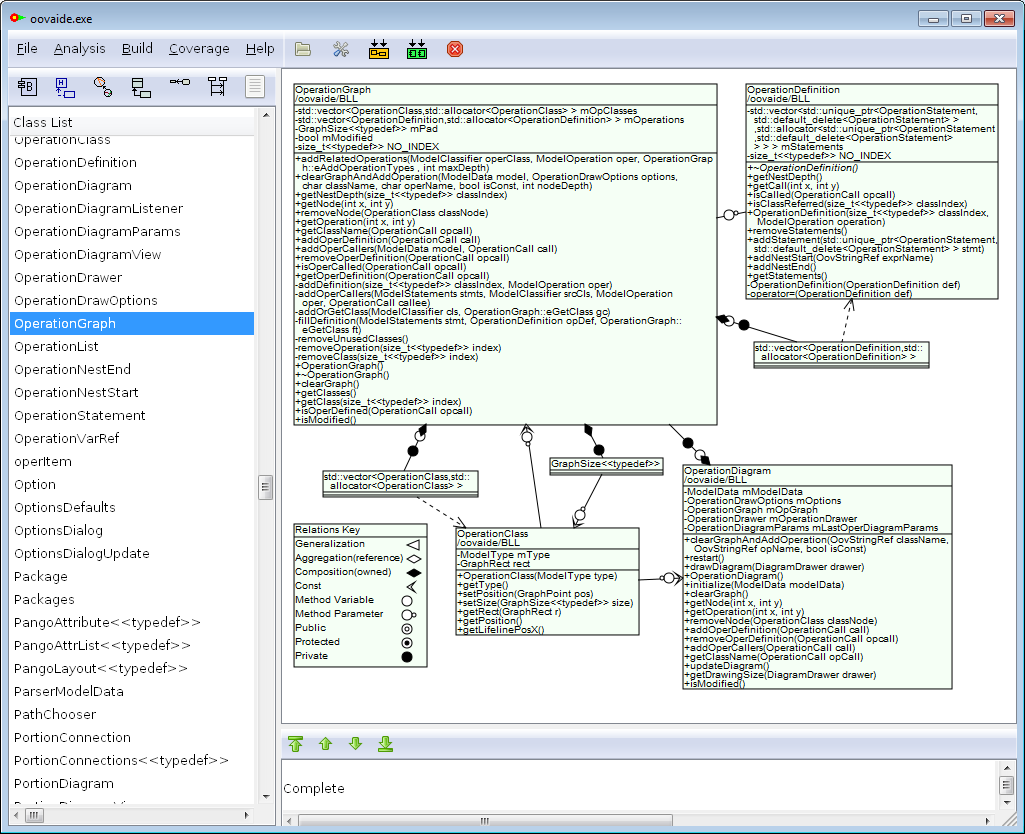 oovaide.exe
File Analysis Build Coverage Help
Class List
OperationClass
OperationDefinition
OperationDiagram
OperationDiagramListener
OperationDiagramParams
OperationDiagramView
OperationDrawer
OperationDrawOptions
OperationGraph
OperationList
OperationNestEnd
OperationNestStart
OperationStatement
OperationVarRef
operItem
Option
OptionsDefaults
OptionsDialog
OptionsDialogUpdate
Package
Packages
PangoAttribute<<typedef>>
PangoAttrList<<typedef>>
PangoLayout<<typedef>>
ParserModelData
PathChooser
PortionConnection
PortionConnections<<typedef>>
PortionDiagram
OperationGraph
/oovaide/BLL
-std::vector<OperationClass,std::allocator<OperationClass> > mOpClasses
-std::vector<OperationDefinition,std::allocator<OperationDefinition> > mOperations
-GraphSize<<typedef>> mPad
-bool mModified
-size_t<<typedef>> NO_INDEX
+addRelatedOperations(ModelClassifier operClass, ModelOperation oper, OperationGrap
h::eAddOperationTypes , int maxDepth)
+clearGraphAndAddOperation(ModelData model, OperationDrawOptions options,
char className, char operName, bool isConst, int nodeDepth)
+getNestDepth(size_t<<typedef>> classIndex)
+getNode(int x, int y)
+removeNode(OperationClass classNode)
+getOperation(int x, int y)
+getClassName(OperationCall opcall)
+addOperDefinition(OperationCall call)
+addOperCallers(ModelData model, OperationCall call)
+removeOperDefinition(OperationCall opcall)
+isOperCalled(OperationCall opcall)
+getOperDefinition(OperationCall opcall)
-addDefinition(size_t<<typedef>> classIndex, ModelOperation oper)
-addOperCallers(ModelStatements stmts, ModelClassifier srcCls, ModelOperation
oper, OperationCall callee)
-addOrGetClass(ModelClassifier cls, OperationGraph::eGetClass gc)
-fillDefinition(ModelStatements stmt, OperationDefinition opDef, OperationGraph::
eGetClass ft)
-removeUnusedClasses()
-removeOperation(size_t<<typedef>> index)
-removeClass(size_t<<typedef>> index)
+OperationGraph()
+~OperationGraph()
+clearGraph()
+getClasses()
+getClass(size_t<<typedef>> index)
+isOperDefined(OperationCall opcall)
+isModified()
OperationDefinition
/oovaide/BLL
-std::vector<std::unique_ptr<OperationStatement,
std::default_delete<OperationStatement> >
,std::allocator<std::unique_ptr<OperationStatement
,std::default_delete<OperationStatement>
> > > > mStatements
-size_t<<typedef>> NO_INDEX
+~OperationDefinition()
+getNestDepth()
+getCall(int x, int y)
+isCalled(OperationCall opcall)
+isClassReferred(size_t<<typedef>> classIndex)
+OperationDefinition(size_t<<typedef>> classIndex,
ModelOperation operation)
+removeStatements()
+addStatement(std::unique_ptr<OperationStatement,
std::default_delete<OperationStatement> > stmt)
+addNestStart(OovStringRef exprName)
+addNestEnd()
+getStatements()
-OperationDefinition(OperationDefinition def)
-operator=(OperationDefinition def)
std::vector<OperationDefinition,std::
allocator<OperationDefinition> >
std::vector<OperationClass,std::
allocator<OperationClass> >
GraphSize<<typedef>>
OperationDiagram
/oovaide/BLL
-ModelData mModelData
-OperationDrawOptions mOptions
-OperationGraph mOpGraph
-OperationDrawer mOperationDrawer
-OperationDiagramParams mLastOperDiagramParams
+clearGraphAndAddOperation(OovStringRef className,
OovStringRef opName, bool isConst)
+restart()
+drawDiagram(DiagramDrawer drawer)
+OperationDiagram()
+initialize(ModelData modelData)
+clearGraph()
+getNode(int x, int y)
+getOperation(int x, int y)
+removeNode(OperationClass classNode)
+addOperDefinition(OperationCall call)
+removeOperDefinition(OperationCall opcall)
+addOperCallers(OperationCall call)
+getClassName(OperationCall opCall)
+updateDiagram()
+getDrawingSize(DiagramDrawer drawer)
+isModified()
Relations Key
Generalization
Aggregation(reference)
Composition(owned)
Const
Method Variable
Method Parameter
Public
Protected
Private
OperationClass
/oovaide/BLL
-ModelType mType
-GraphRect rect
+OperationClass(ModelType type)
+getType()
+setPosition(GraphPoint pos)
+setSize(GraphSize<<typedef>> size)
+getRect(GraphRect r)
+getPosition()
+getLifelinePosX()
Complete